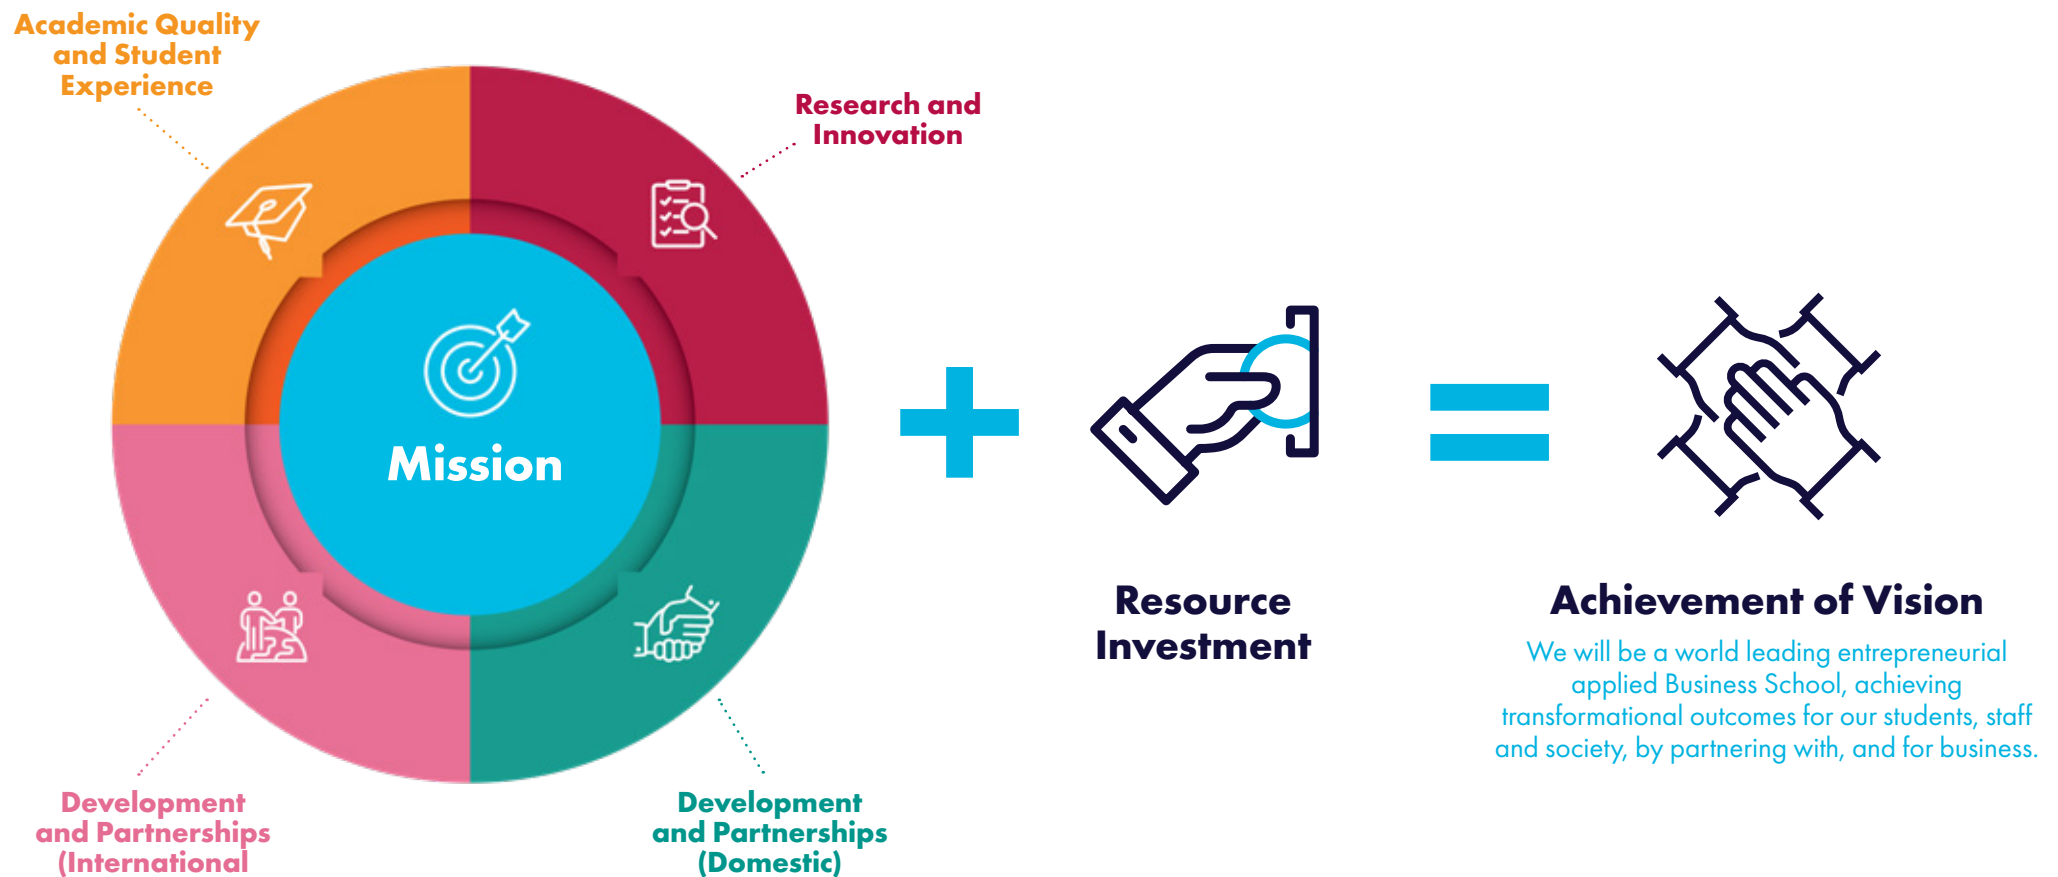 Academic Quality
and Student
Experience
Research and
Innovation
Mission
Development
and Partnerships
(International
Development
and Partnerships
(Domestic)
Resource
Investment
Achievement of Vision
We will be a world leading entrepreneurial
applied Business School, achieving
transformational outcomes for our students, staff
and society, by partnering with, and for business.